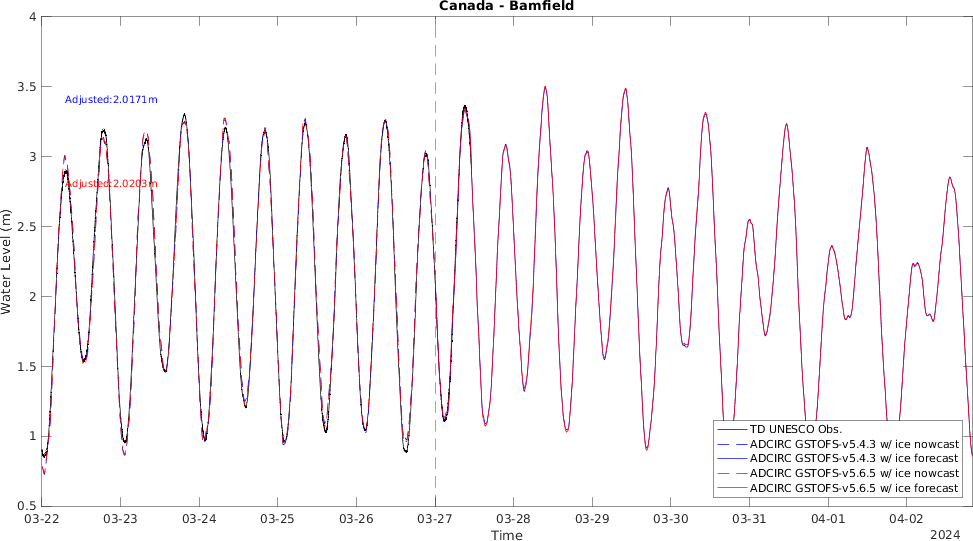 Canada - Bamfield
4
3.5
3
2.5
2
1.5
1
0.5
Water Level (m)
Adjusted:2.0171m
Adjusted:2.0203m
TD UNESCO Obs.
ADCIRC GSTOFS-v5.4.3 w/ ice nowcast
ADCIRC GSTOFS-v5.4.3 w/ ice forecast
ADCIRC GSTOFS-v5.6.5 w/ ice nowcast
ADCIRC GSTOFS-v5.6.5 w/ ice forecast
03-22 03-23 03-24 03-25 03-26 03-27 03-28 03-29 03-30 03-31 04-01 04-02
Time
2024